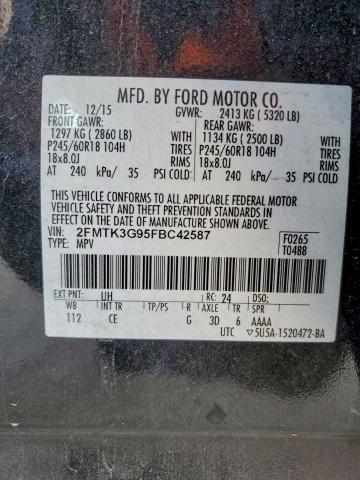 MFD. BY FORD MOTOR CO.
DATE: 12/15 GVWR: 2413 KG ( 5320 LB)
FRONT GAWR: REAR GAWR:
1297 KG ( 2860 LB) 1134 KG ( 2500 LB)
P245/60R18 104H TIRES P245/60R18 104H TIRES
18x8.0J RIMS 18x8.0J RIMS
AT 240 kPa/ 35 PSI COLD AT 240 kPa/ 35 PSI COLD
THIS VEHICLE CONFORMS TO ALL APPLICABLE FEDERAL MOTOR
VEHICLE SAFETY AND THEFT PREVENTION STANDARDS IN
EFFECT ON THE DATE OF MANUFACTURE SHOWN ABOVE.
VIN: 2FMTK3G95FBC42587 F0265
TYPE: MPV T0488
EXT PNT: UH RC: 24 DSO:
WB INT TR TP/PS R AXLE TR SPR
112 CE G 3D 6 AAAA
UTC 5U5A-1520472-BA